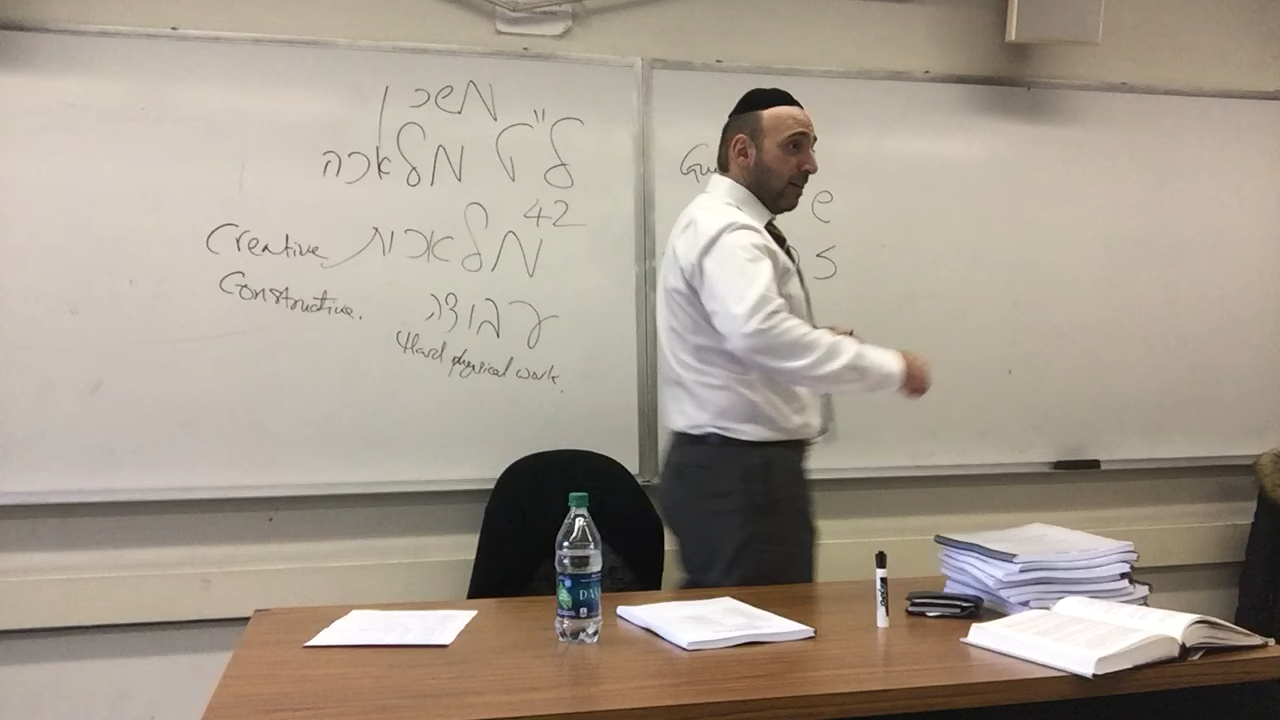 משכן
ל"ט מלאכה
42
מלאכות Creative
Constructive.
עבודה
Hard physical work.